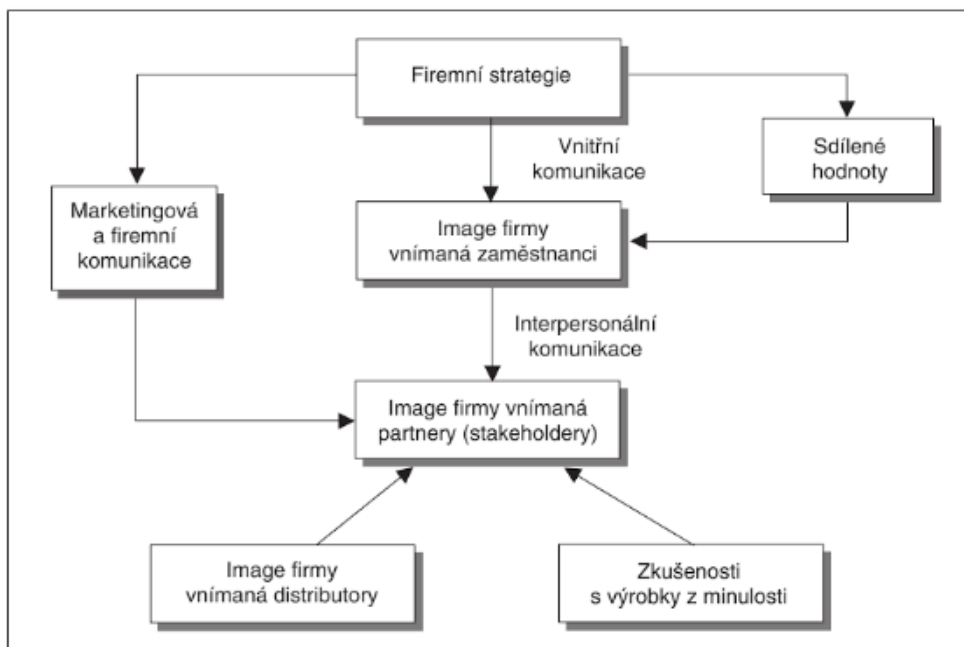 Firemní strategie
Vnitřní
komunikace
Sdílené
hodnoty
Marketingová
a firemní
komunikace
Image firmy
vnímaná zaměstnanci
Interpersonální
komunikace
Image firmy vnímaná
partnery (stakeholdery)
Image firmy
vnímaná distributory
Zkušenosti
s výrobky z minulosti